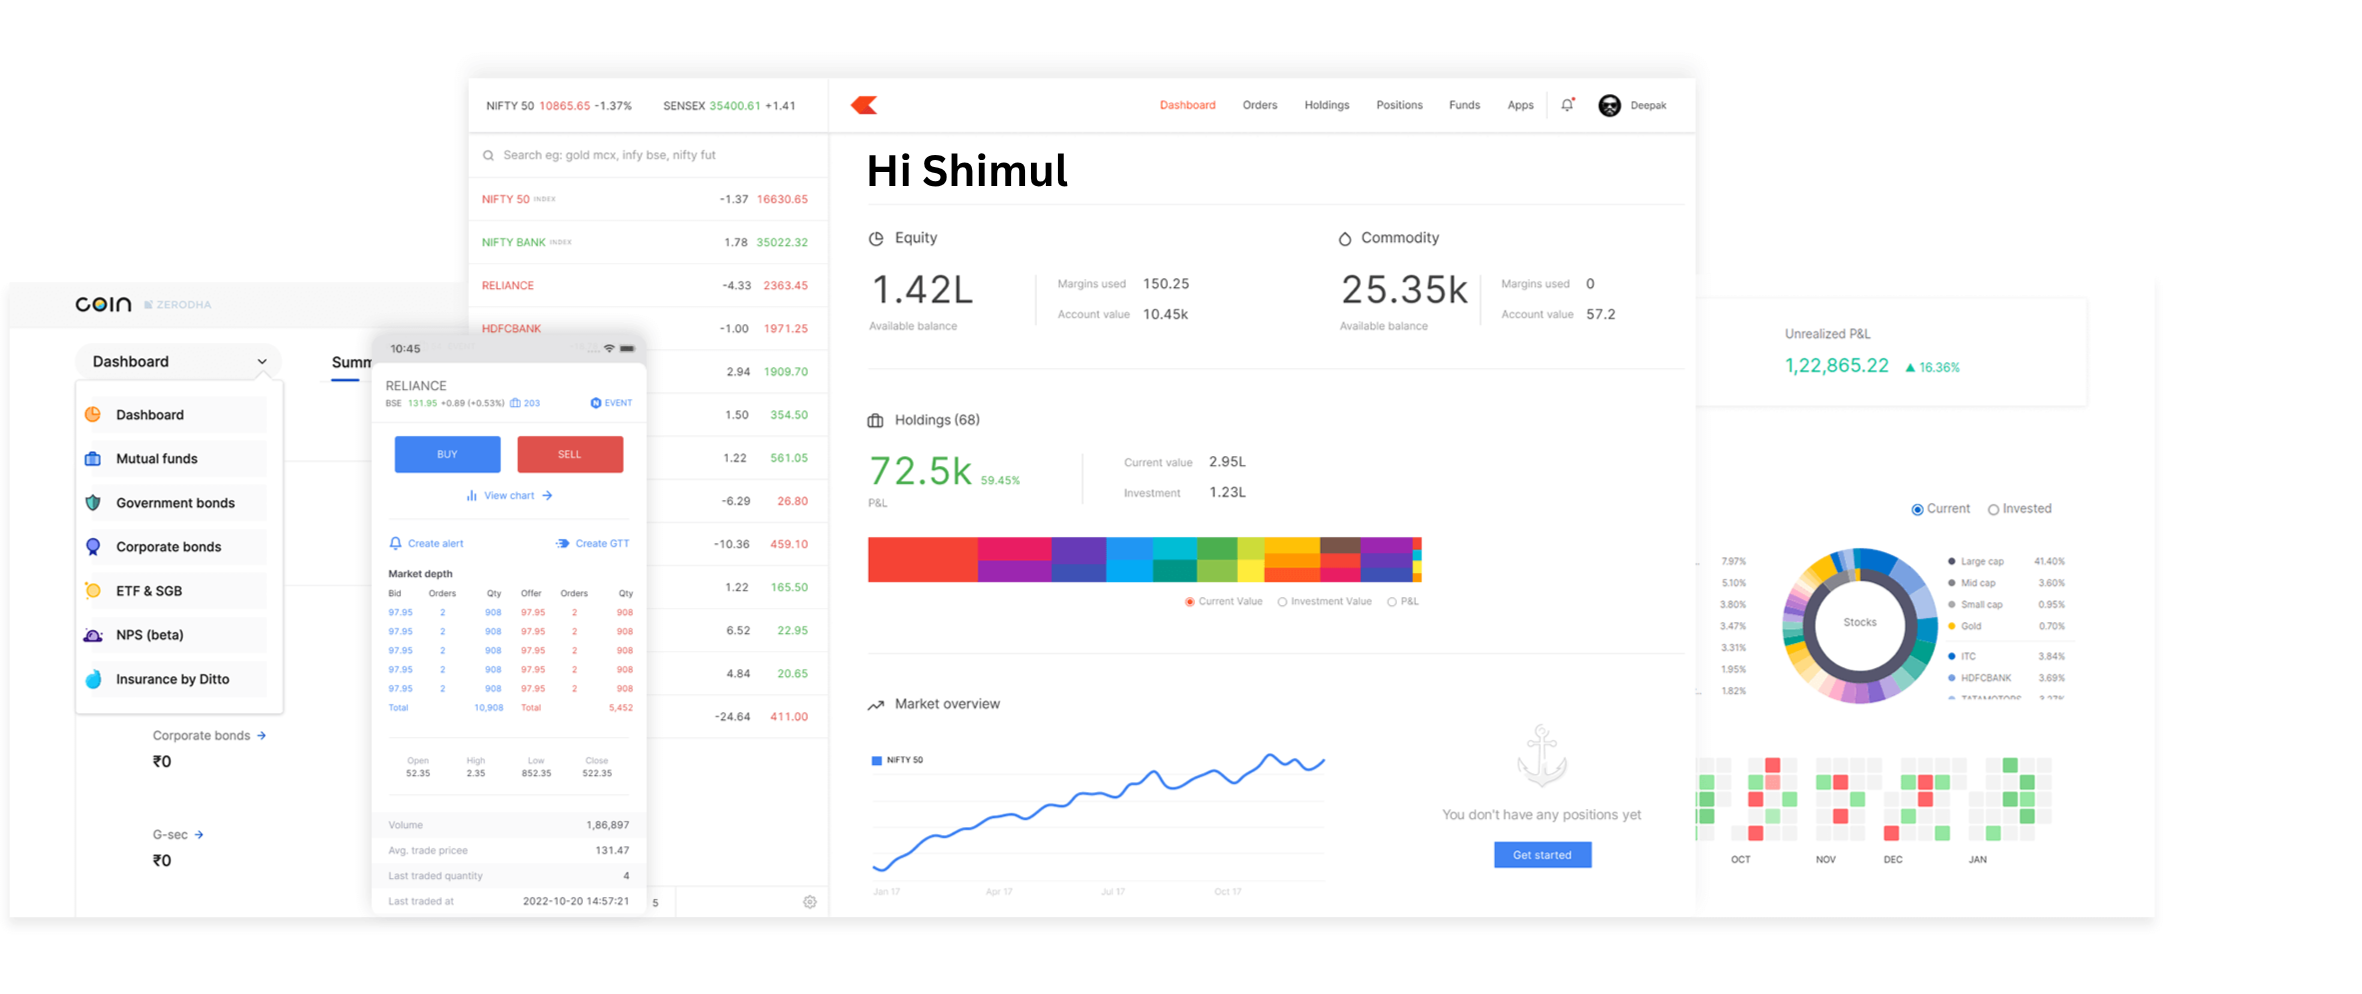 NIFTY 50 10865.65 -1.37% SENSEX 35400.61 +1.41
Dashboard Orders Holdings Positions Funds Apps Deepak
Search eg: gold mcx, infy bse, nifty fut
NIFTY 50 INDEX -1.37 16630.65
NIFTY BANK INDEX 1.78 35022.32
RELIANCE -4.33 2363.45
HDFCBANK -1.00 1971.25
2.94 1909.70
1.50 354.50
1.22 561.05
-6.29 26.80
-10.36 459.10
1.22 165.50
6.52 22.95
4.84 20.65
-24.64 411.00
5
Hi Shimul
Equity
1.42L
Available balance
Margins used 150.25
Account value 10.45k
Commodity
25.35k
Available balance
Margins used 0
Account value 57.2
Holdings (68)
72.5k 59.45%
P&L
Current value 2.95L
Investment 1.23L
Current Value Investment Value P&L
Market overview
NIFTY 50
Jan 17 Apr 17 Jul 17 Oct 17
You don't have any positions yet
Get started
COIN ZERODHA
Dashboard
Summ
Dashboard
Mutual funds
Government bonds
Corporate bonds
ETF & SGB
NPS (beta)
Insurance by Ditto
Corporate bonds
₹0
G-sec
₹0
10:45
RELIANCE
BSE 131.95 +0.89 (+0.53%) 203 EVENT
BUY SELL
View chart
Create alert Create GTT
Market depth
Bid Orders Qty Offer Orders Qty
97.95 2 908 97.95 2 908
97.95 2 908 97.95 2 908
97.95 2 908 97.95 2 908
97.95 2 908 97.95 2 908
97.95 2 908 97.95 2 908
Total 10,908 Total 5,452
Open High Low Close
52.35 2.35 852.35 522.35
Volume 1,86,897
Avg. trade pricee 131.47
Last traded quantity 4
Last traded at 2022-10-20 14:57:21
Unrealized P&L
1,22,865.22 16.36%
Current Invested
7.97%
5.10%
3.80%
3.47%
3.31%
1.95%
1.82%
Stocks
Large cap 41.40%
Mid cap 3.60%
Small cap 0.95%
Gold 0.70%
ITC 3.84%
HDFCBANK 3.69%
TATAMOTORS 3.27%
OCT NOV DEC JAN